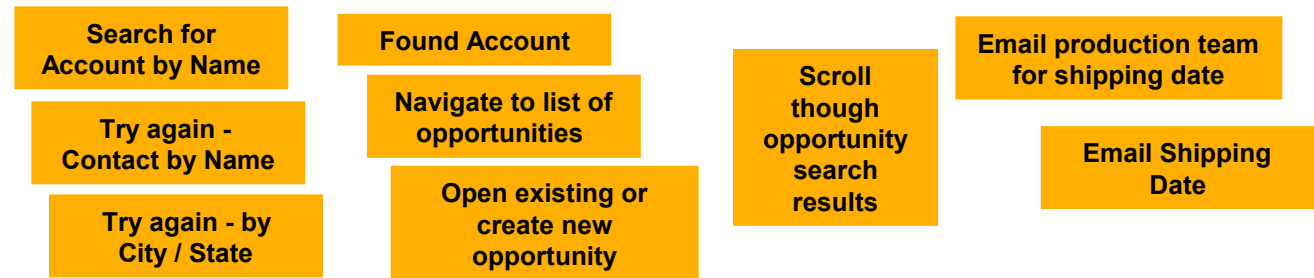 Search for
Account by Name
Try again -
Contact by Name
Try again - by
City / State
Found Account
Navigate to list of
opportunities
Open existing or
create new
opportunity
Scroll
though
opportunity
search
results
Email production team
for shipping date
Email Shipping
Date